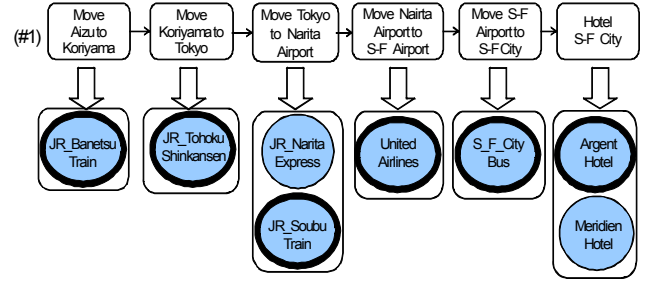 (#1)
Move
Aizu to
Koriyama
Move
Koriyama to
Tokyo
Move Tokyo
to Narita
Airport
Move Nairta
Airport to
S-F Airport
Move S-F
Airport to
S-F City
Hotel
S-F City
JR_Banetsu
Train
JR_Tohoku
Shinkansen
JR_Narita
Express
JR_Soubu
Train
United
Airlines
S_F_City
Bus
Argent
Hotel
Meridien
Hotel